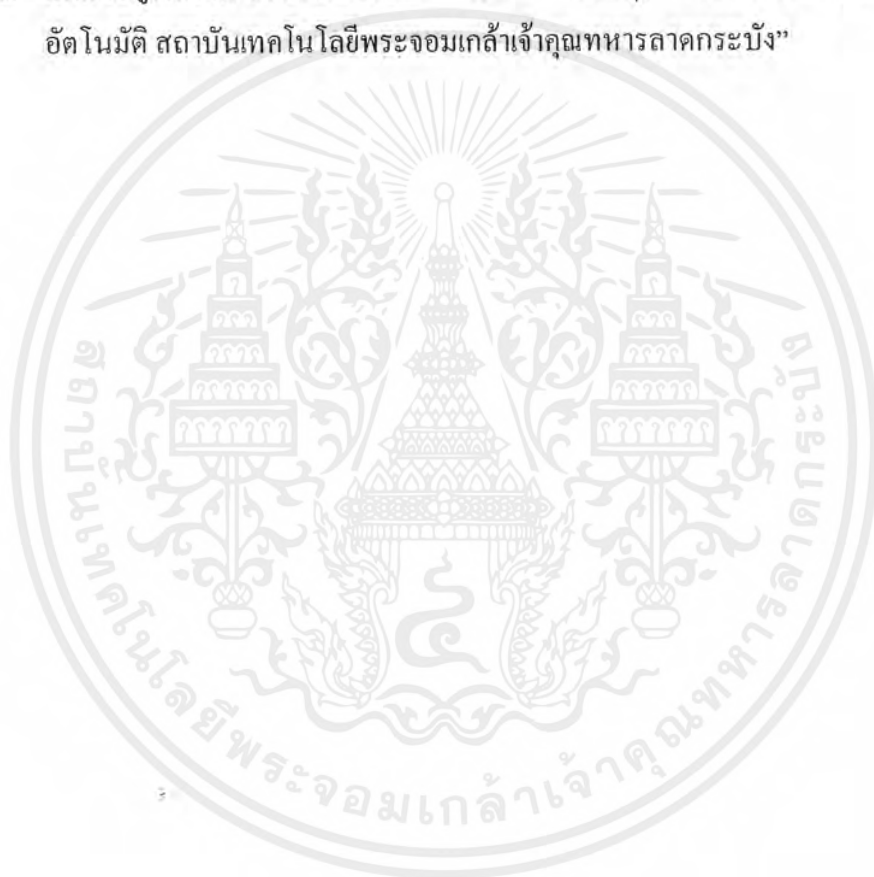 อัตโนมัติ สถาบันเทคโนโลยีพระจอมเกล้าเจ้าคุณทหารลาดกระบัง”
สถาบันเทคโนโลยีพระจอมเกล้าเจ้าคุณทหารลาดกระบัง
๔